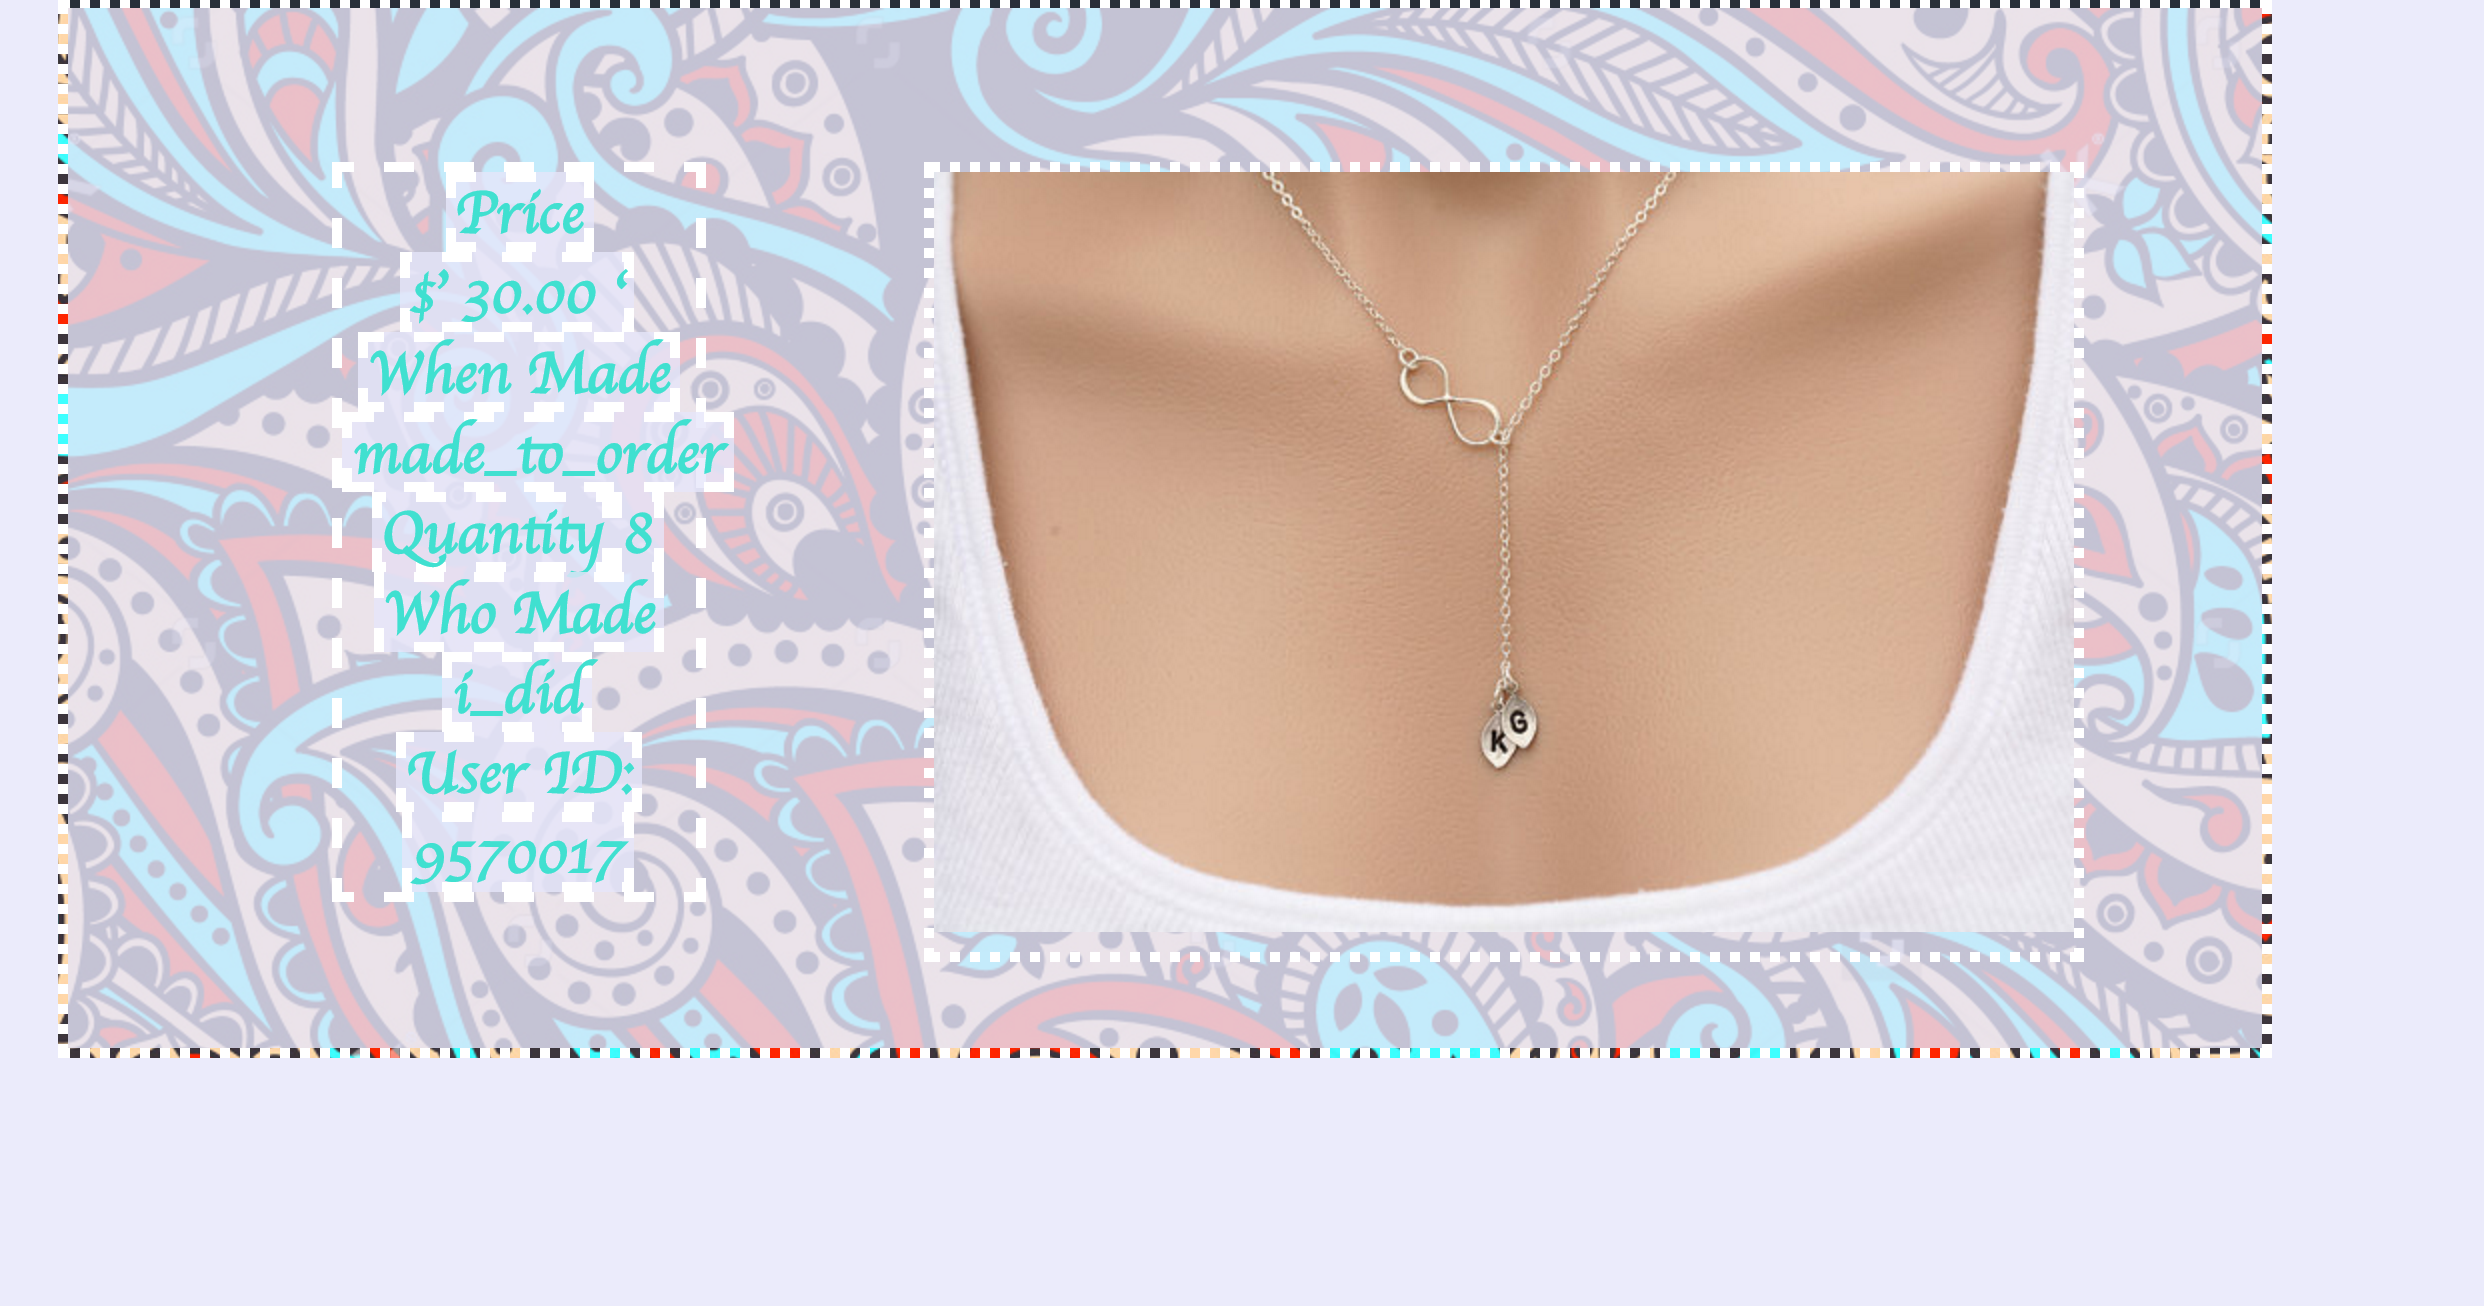 Price
$’ 30.00 ‘
When Made
made_to_order
Quantity 8
Who Made
i_did
User ID:
9570017
K G